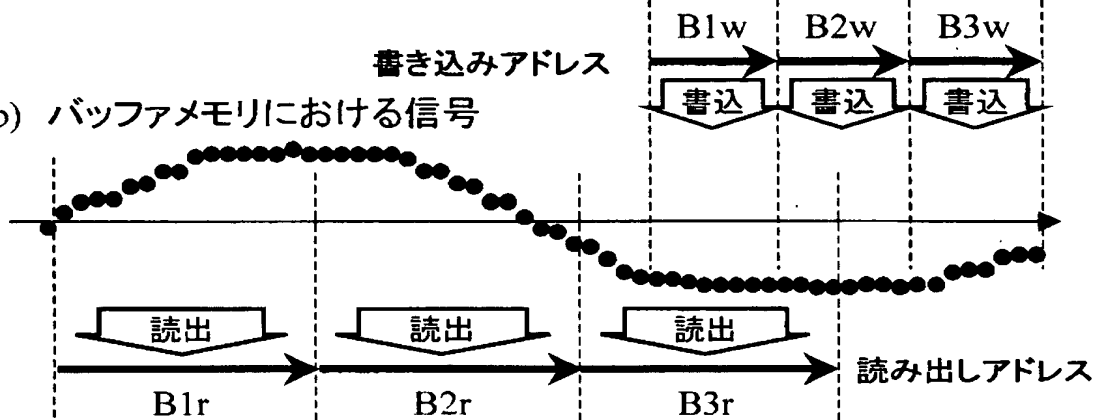 B1w B2w B3w
書き込みアドレス
書込 書込 書込
b) バッファメモリにおける信号
読出 読出 読出
読み出しアドレス
B1r B2r B3r